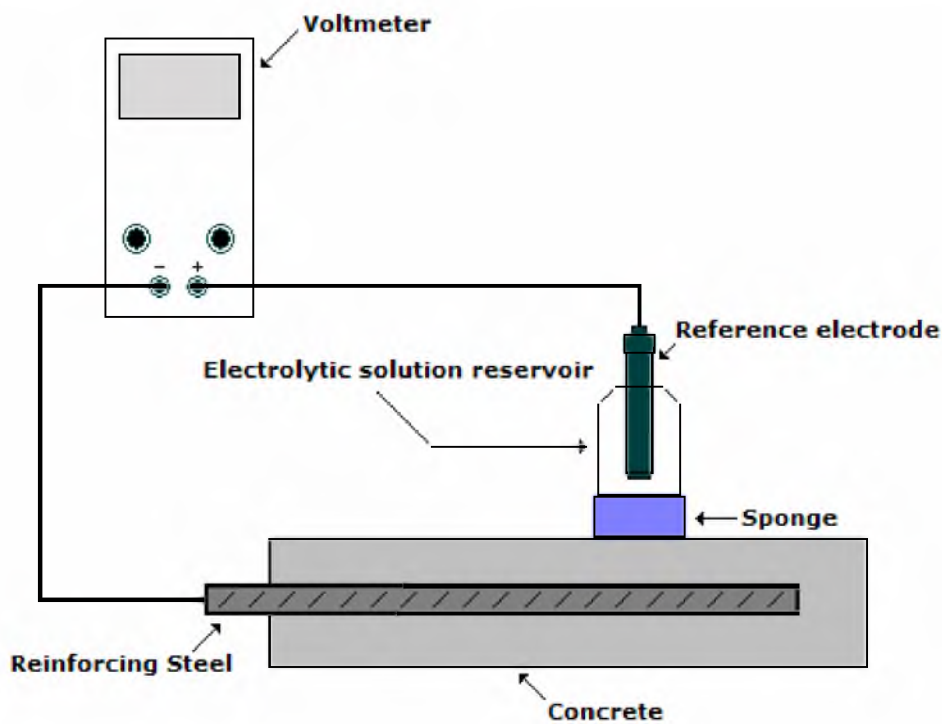 Voltmeter
− +
Reference electrode
Electrolytic solution reservoir
Sponge
Reinforcing Steel
Concrete